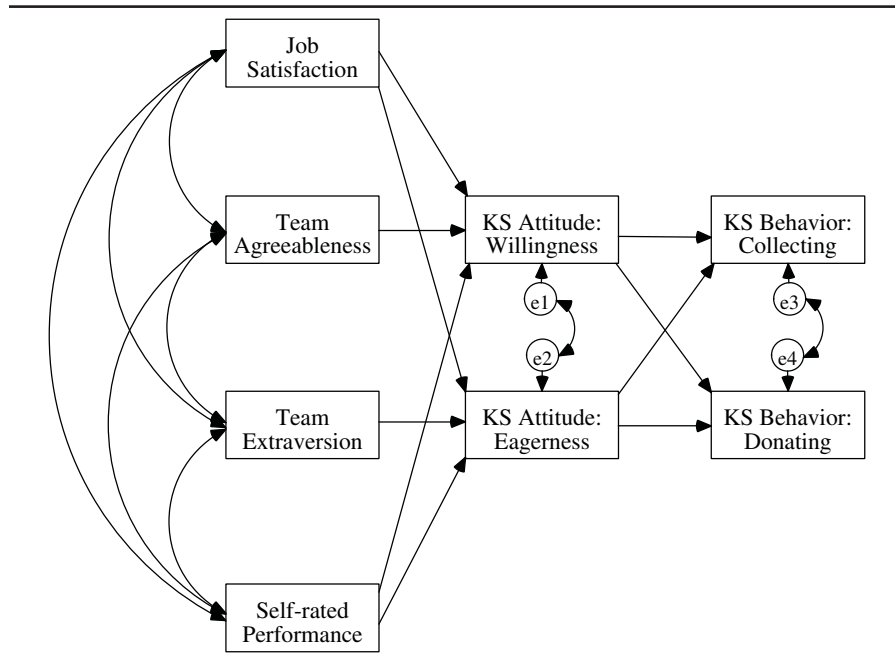 Job
Satisfaction
Team
Agreeableness
KS Attitude:
Willingness
KS Behavior:
Collecting
e1
e3
e2
e4
Team
Extraversion
KS Attitude:
Eagerness
KS Behavior:
Donating
Self-rated
Performance